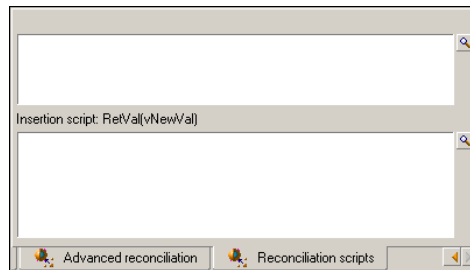 Insertion script: RetVal(vNewVal)
Advanced reconciliation
Reconciliation scripts